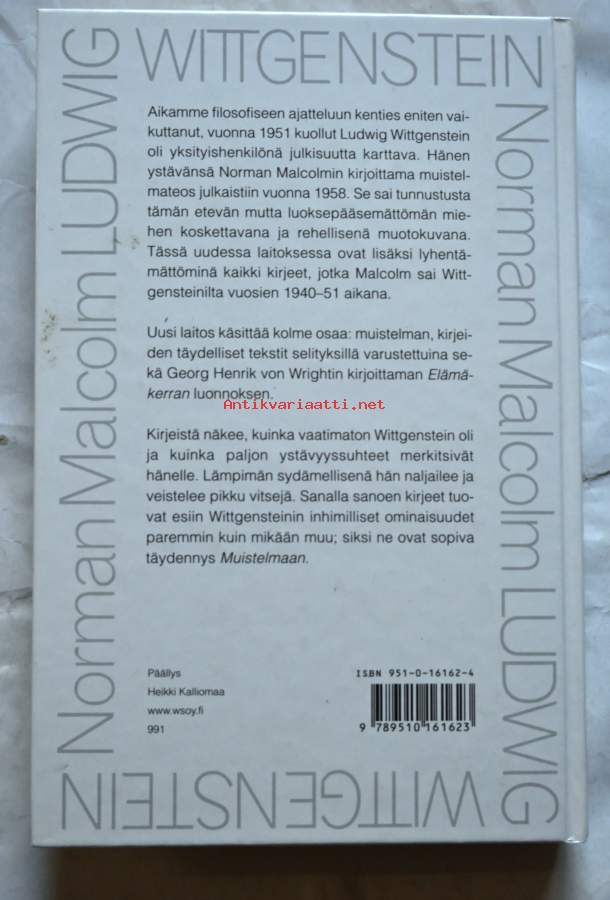 WITTGENSTEIN
Norman Malcolm LUDWIG
Norman Malcolm LUDWIG
WITTGENSTEIN
Aikamme filosofiseen ajatteluun kenties eniten vai-
kuttanut, vuonna 1951 kuollut Ludwig Wittgenstein
oli yksityishenkilönä julkisuutta karttava. Hänen
ystävänsä Norman Malcolmin kirjoittama muistel-
mateos julkaistiin vuonna 1958. Se sai tunnustusta
tämän etevän mutta luoksepääsemättömän mie-
hen koskettavana ja rehellisenä muotokuvana.
Tässä uudessa laitoksessa ovat lisäksi lyhentä-
mättöminä kaikki kirjeet, jotka Malcolm sai Witt-
gensteinilta vuosien 1940–51 aikana.
Uusi laitos käsittää kolme osaa: muistelman, kirjei-
den täydelliset tekstit selityksillä varustettuina se-
kä Georg Henrik von Wrightin kirjoittaman Elämä-
kerran luonnoksen.
Antikvariaatti.net
Kirjeistä näkee, kuinka vaatimaton Wittgenstein oli
ja kuinka paljon ystävyyssuhteet merkitsivät
hänelle. Lämpimän sydämellisenä hän naljailee ja
veistelee pikku vitsejä. Sanalla sanoen kirjeet tuo-
vat esiin Wittgensteinin inhimilliset ominaisuudet
paremmin kuin mikään muu; siksi ne ovat sopiva
täydennys Muistelmaan.
Päällys
Heikki Kalliomaa
www.wsoy.fi
991
ISBN 951-0-16162-4
9 789510 161623